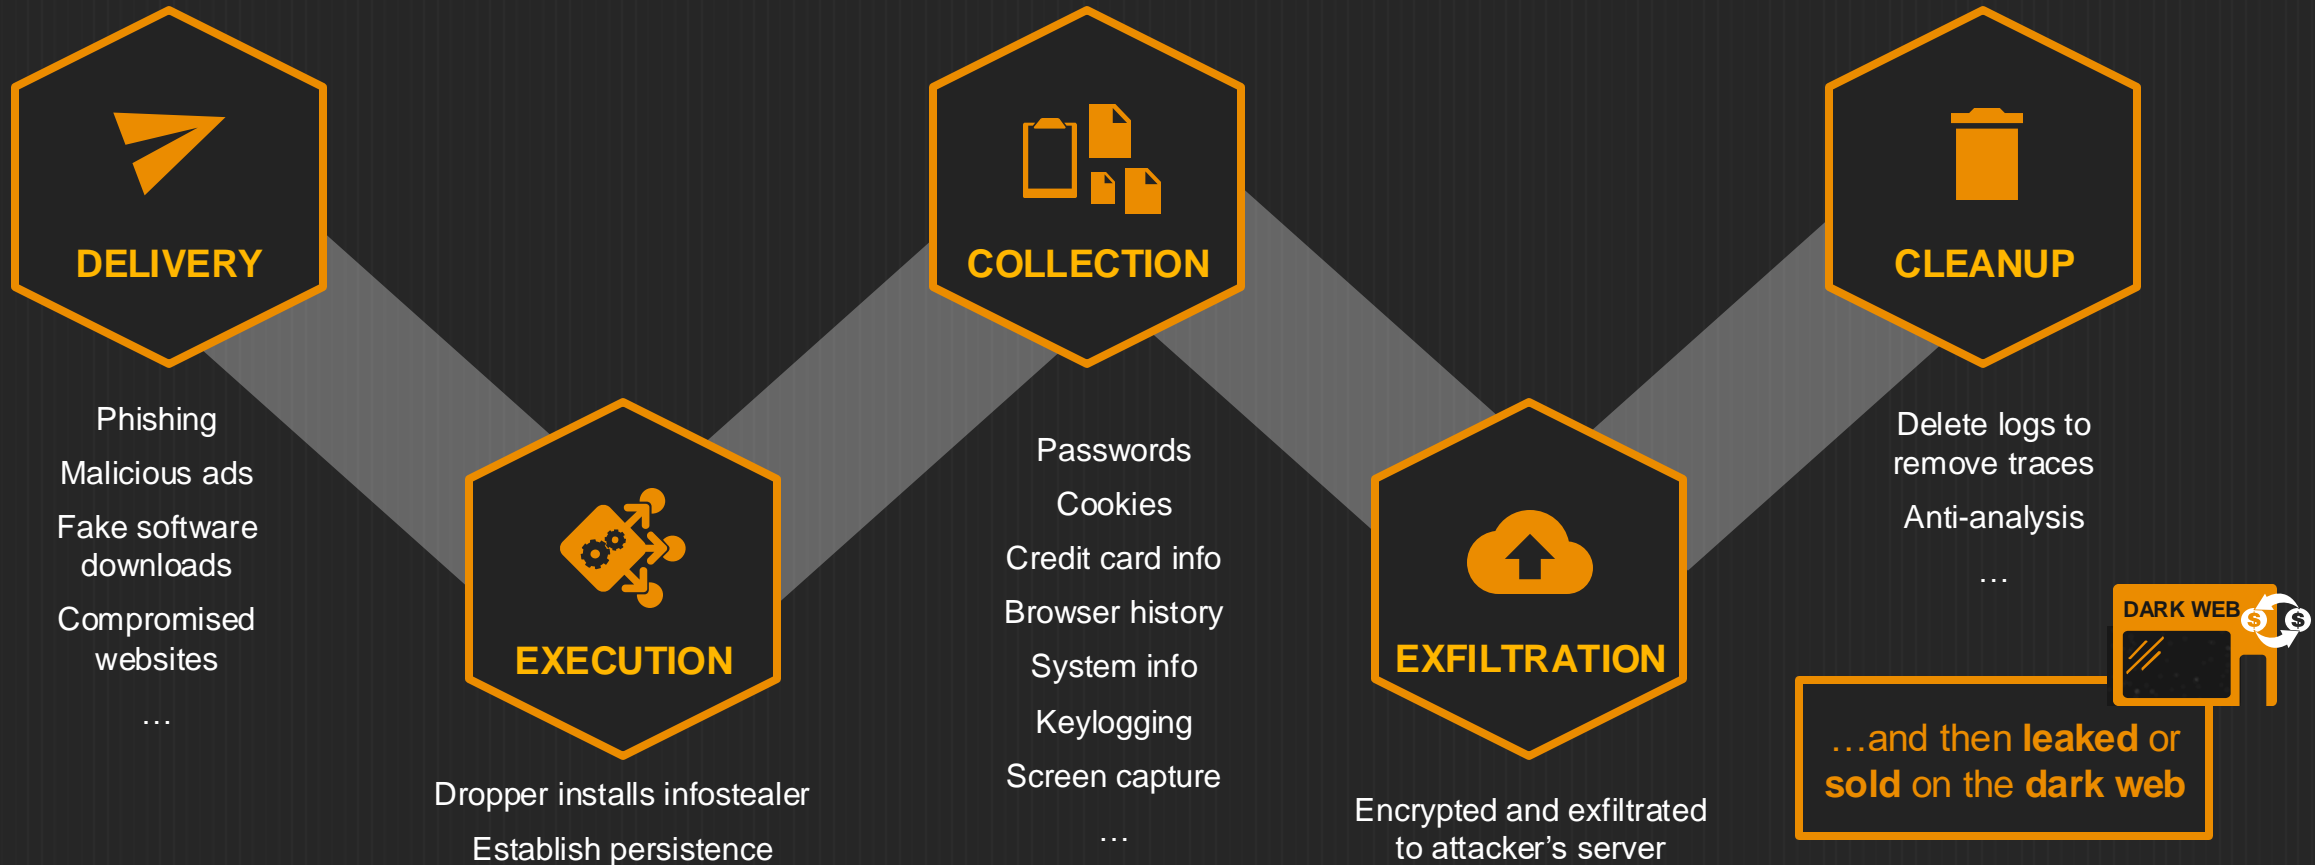 DELIVERY
Phishing
Malicious ads
Fake software
downloads
Compromised
websites
…
EXECUTION
Dropper installs infostealer
Establish persistence
COLLECTION
Passwords
Cookies
Credit card info
Browser history
System info
Keylogging
Screen capture
…
EXFILTRATION
Encrypted and exfiltrated
to attacker’s server
CLEANUP
Delete logs to
remove traces
Anti-analysis
…
DARK WEB
$ $
…and then leaked or
sold on the dark web